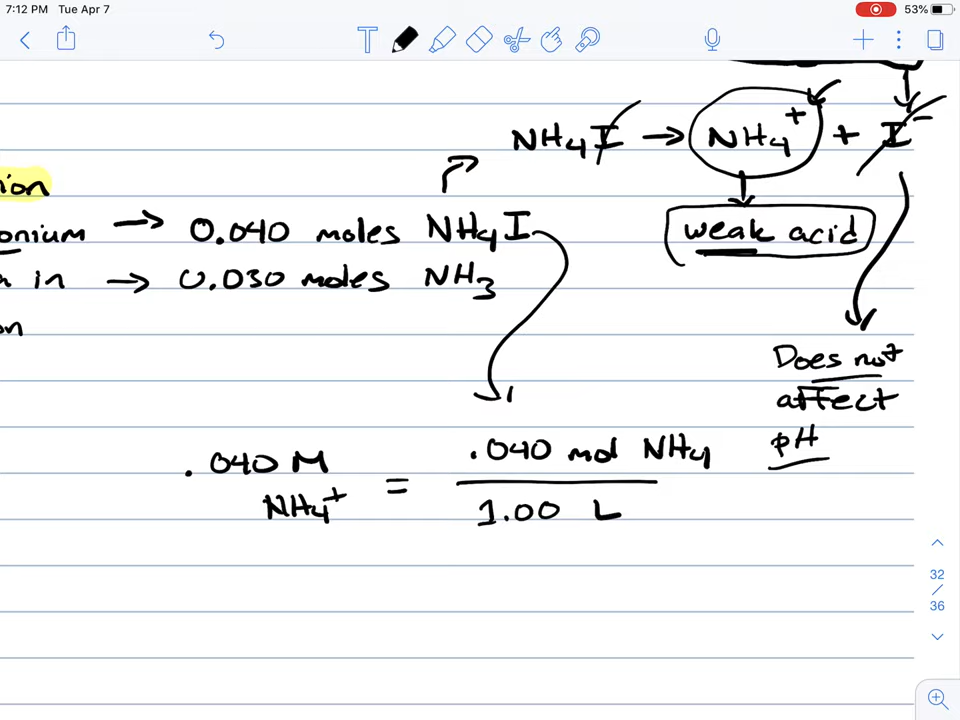 7:12 PM Tue Apr 7
53%
T
NH4I → NH4+ + I-
ion
onium → 0.040 moles NH4I
weak acid
in → 0.030 moles NH3
on
Does not
affect
pH
.040 M
NH4+
=
.040 mol NH4
1.00 L
32
/
36